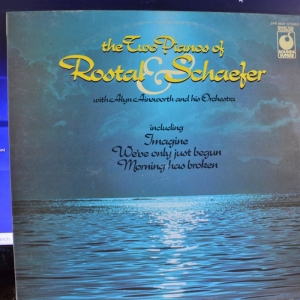 the Two Pianos of
Rostal & Schaefer
with Alyn Ainsworth and his Orchestra
including
Imagine
We've only just begun
Morning has broken